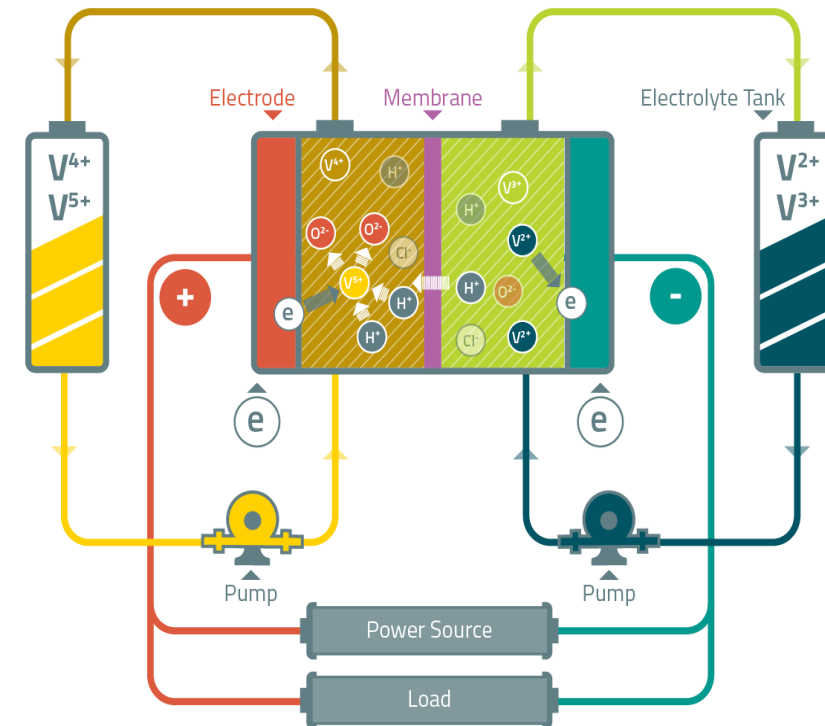 Electrode
Membrane
Electrolyte Tank
V⁴⁺
V⁵⁺
V²⁺
V³⁺
V⁴⁺
H⁺
V³⁺
H⁺
O²⁻
O²⁻
V²⁺
Cl⁻
V⁵⁺
H⁺
O²⁻
H⁺
e
e
H⁺
Cl⁻
V²⁺
+
-
e
e
Pump
Pump
Power Source
Load